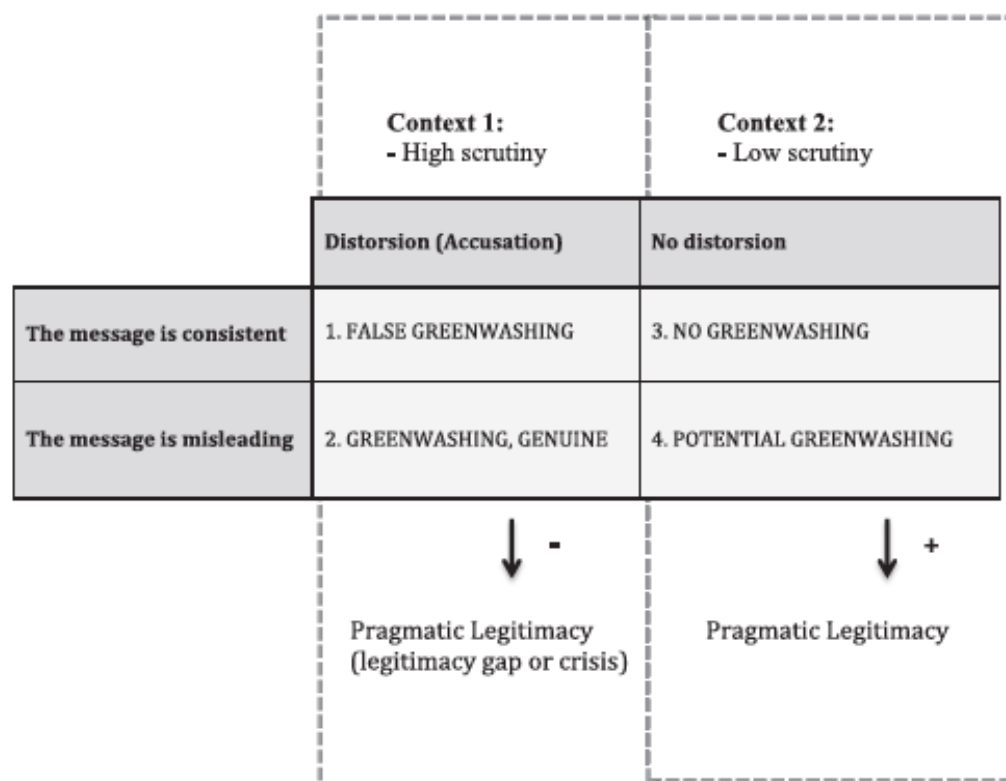 Context 1:
- High scrutiny
Context 2:
- Low scrutiny
Distorsion (Accusation)
No distorsion
The message is consistent
1. FALSE GREENWASHING
3. NO GREENWASHING
The message is misleading
2. GREENWASHING, GENUINE
4. POTENTIAL GREENWASHING
-
+
Pragmatic Legitimacy
(legitimacy gap or crisis)
Pragmatic Legitimacy